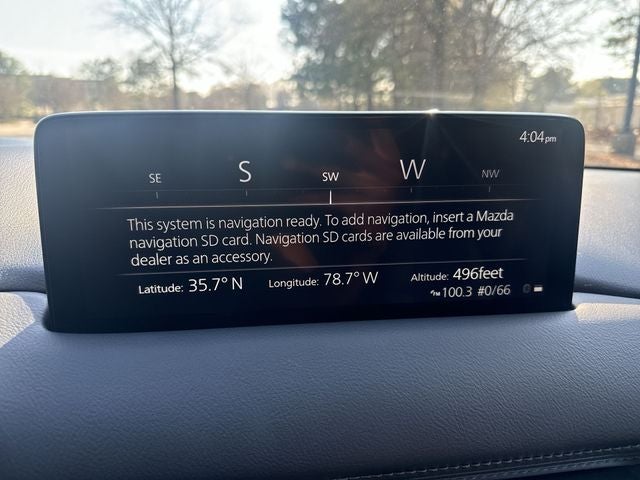 4:04pm
SE S SW W NW
This system is navigation ready. To add navigation, insert a Mazda
navigation SD card. Navigation SD cards are available from your
dealer as an accessory.
Latitude: 35.7° N Longitude: 78.7° W Altitude: 496feet
FM 100.3 #0/66